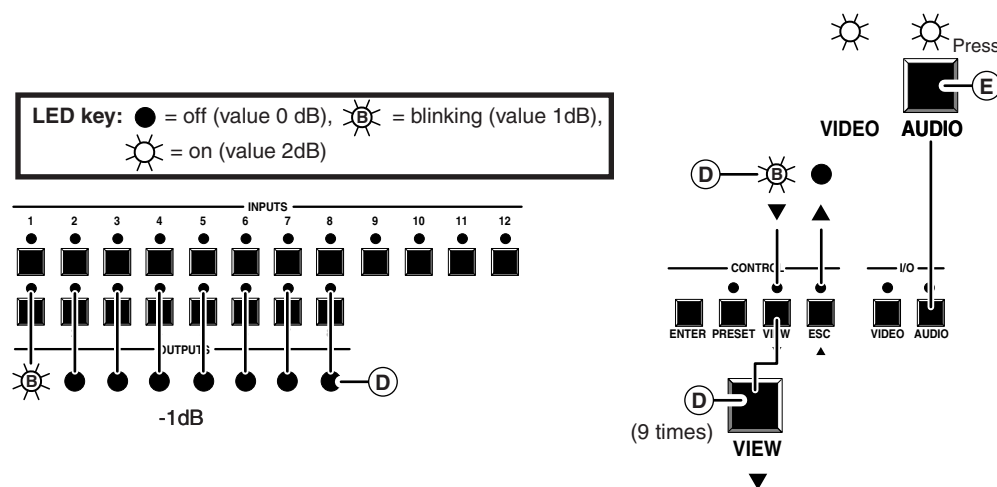 LED key: ● = off (value 0 dB), B = blinking (value 1dB),
= on (value 2dB)
INPUTS
1 2 3 4 5 6 7 8 9 10 11 12
OUTPUTS
B
D
-1dB
Press
E
VIDEO AUDIO
D
B
▼ ▲
CONTROL
I/O
ENTER PRESET VIEW ESC
VIDEO AUDIO
▲
D
(9 times)
VIEW
▼